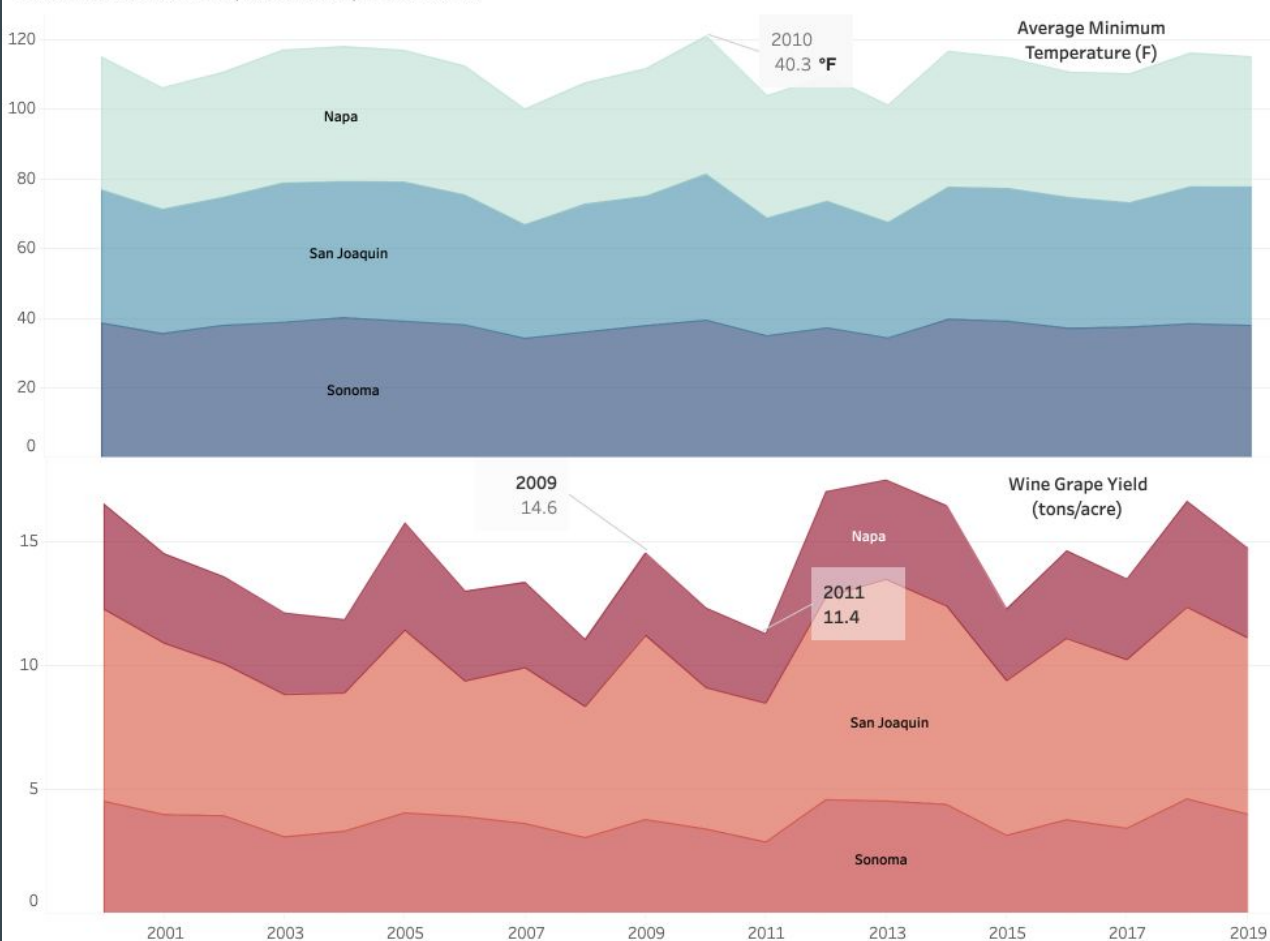 120
100
80
60
40
20
0
2010
40.3 °F
Average Minimum
Temperature (F)
Napa
San Joaquin
Sonoma
15
10
5
0
2009
14.6
Wine Grape Yield
(tons/acre)
Napa
2011
11.4
San Joaquin
Sonoma
2001 2003 2005 2007 2009 2011 2013 2015 2017 2019